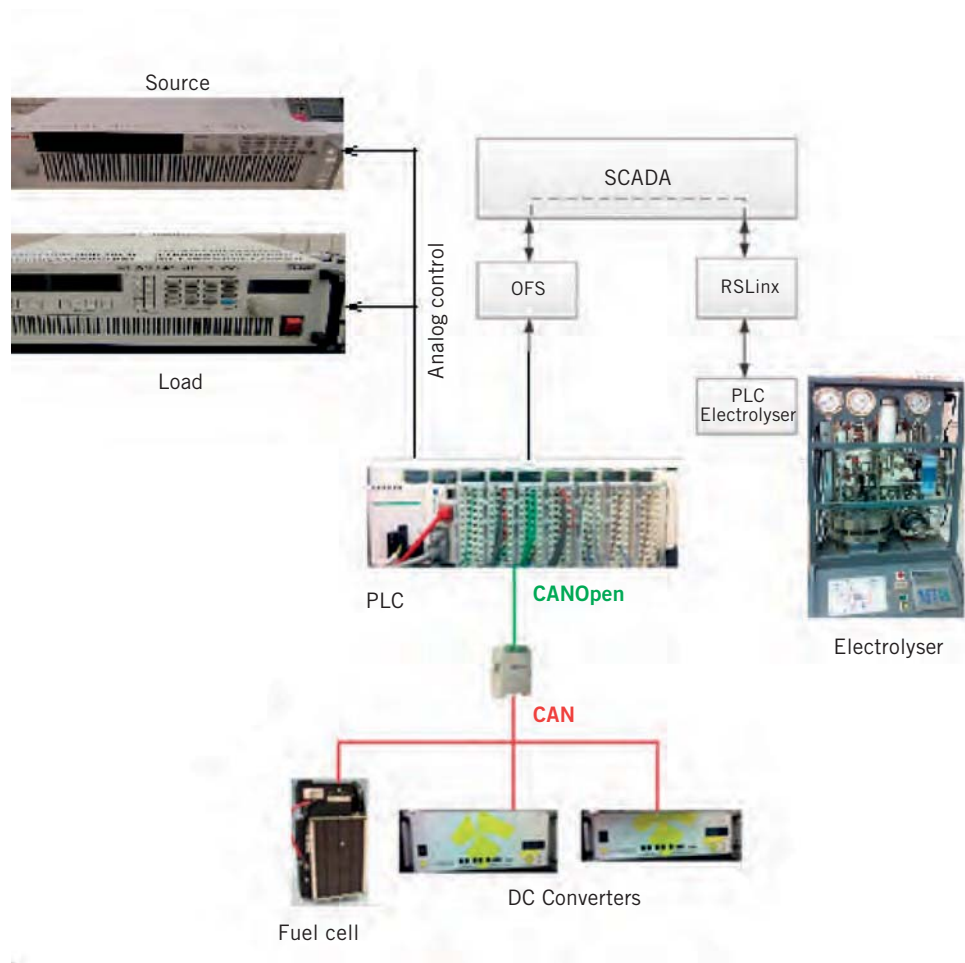 Source
SCADA
OFS
RSLinx
Analog control
Load
PLC
Electrolyser
PLC
CANOpen
Electrolyser
CAN
DC Converters
Fuel cell